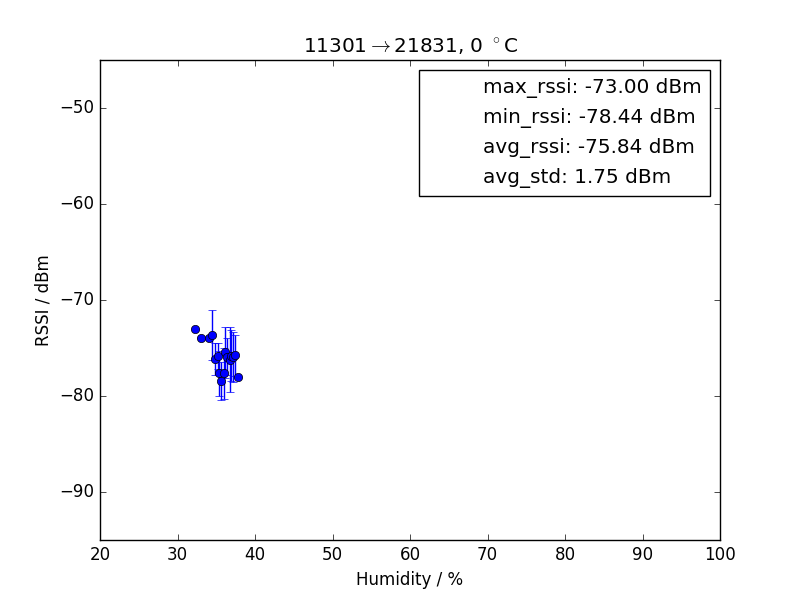 11301→21831, 0 °C
max_rssi: -73.00 dBm
min_rssi: -78.44 dBm
avg_rssi: -75.84 dBm
avg_std: 1.75 dBm
RSSI / dBm
−50
−60
−70
−80
−90
20 30 40 50 60 70 80 90 100
Humidity / %